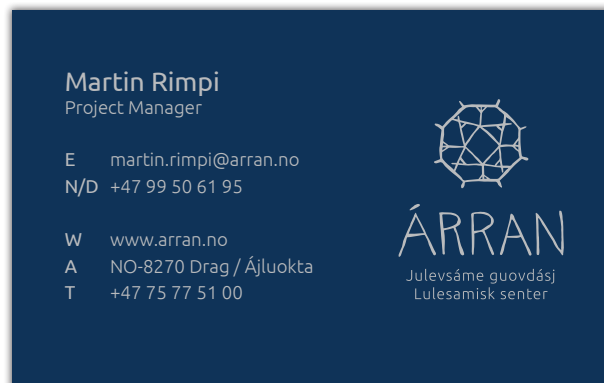 Martin Rimpi
Project Manager
E martin.rimpi@arran.no
N/D +47 99 50 61 95
W www.arran.no
A NO-8270 Drag / Ájluokta
T +47 75 77 51 00
ÁRRAN
Julevsáme guovdásj
Lulesamisk senter